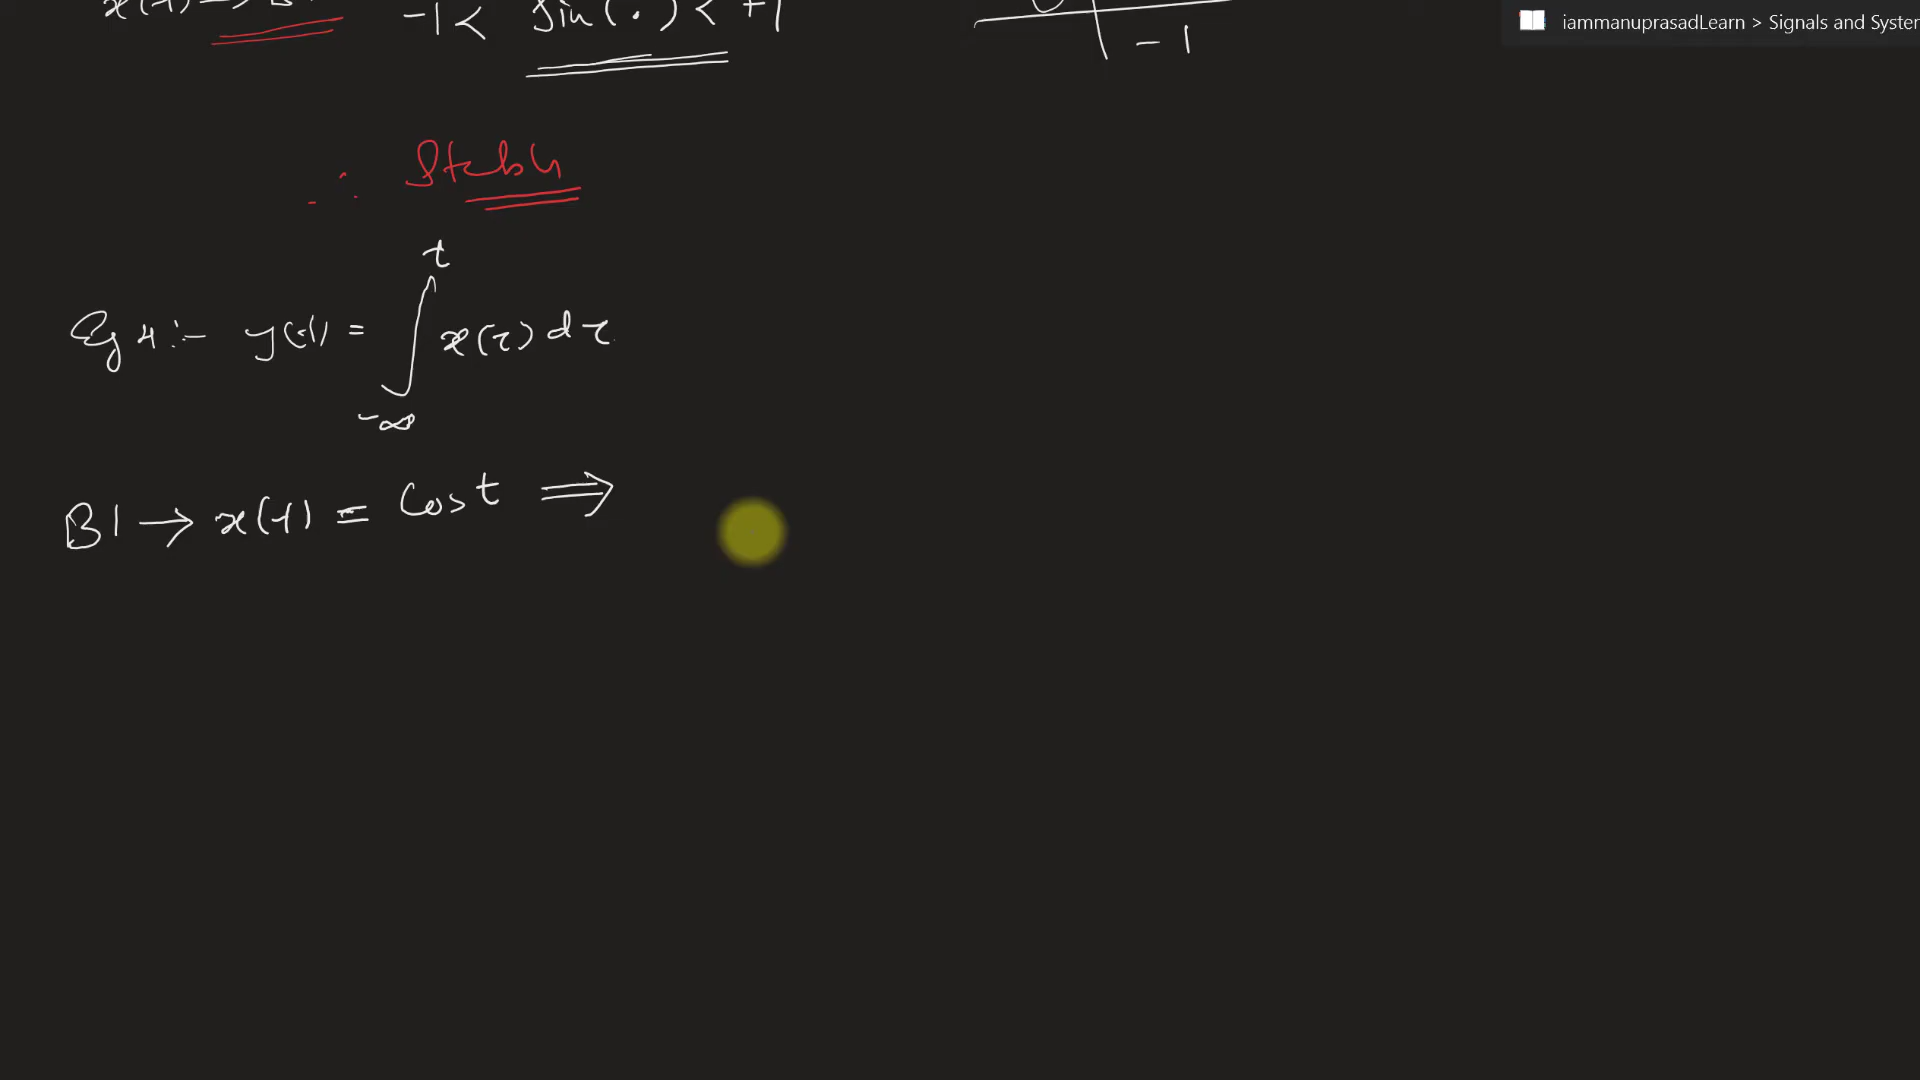 iammanuprasadLearn > Signals and Syster
x(t) → B
-1 < sin(.) < +1
-1
∴ Stable
Eg 4 :- y(t) = ∫_{-∞}^{t} x(τ) dτ
BI → x(t) = Cos t ⇒